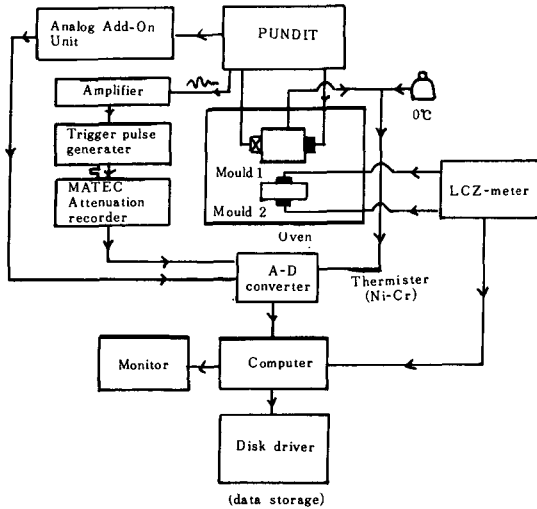 Analog Add-On
Unit
PUNDIT
Amplifier
0℃
Trigger pulse
generater
Mould 1
MATEC
Attenuation
recorder
LCZ-meter
Mould 2
Oven
A-D
converter
Thermister
(Ni-Cr)
Monitor
Computer
Disk driver
(data storage)